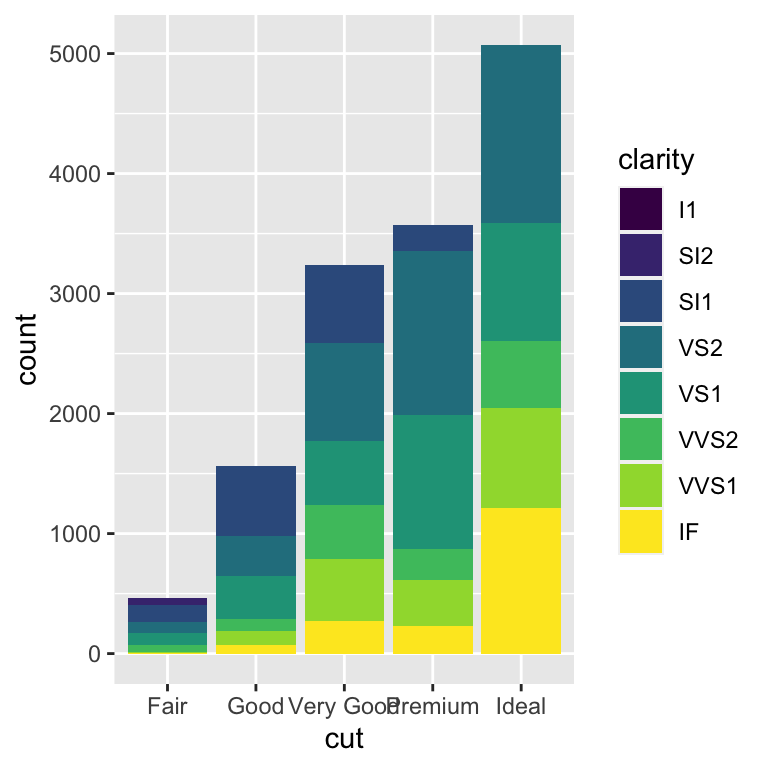 5000
4000
3000
2000
1000
0
count
Fair
Good
Very Good
Premium
Ideal
cut
clarity
I1
SI2
SI1
VS2
VS1
VVS2
VVS1
IF